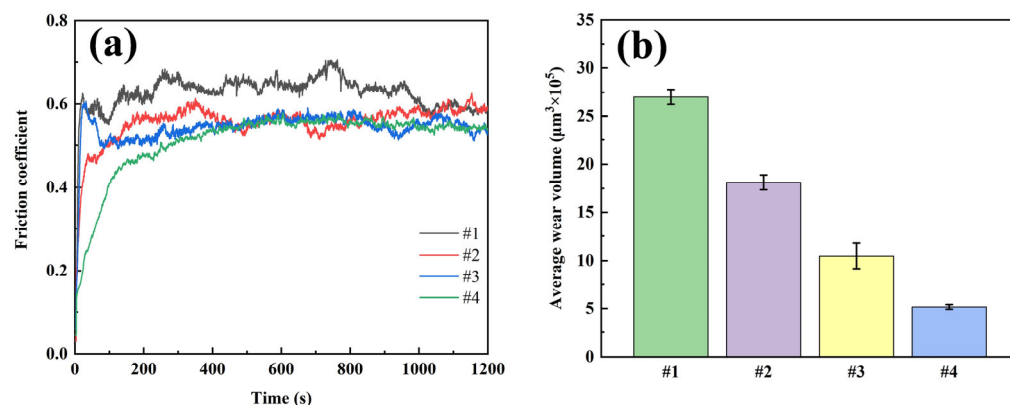 (a)
Friction coefficient
0.8
0.6
0.4
0.2
0.0
#1
#2
#3
#4
0 200 400 600 800 1000 1200
Time (s)
(b)
Average wear volume (μm³×10⁵)
35
30
25
20
15
10
5
0
#1 #2 #3 #4